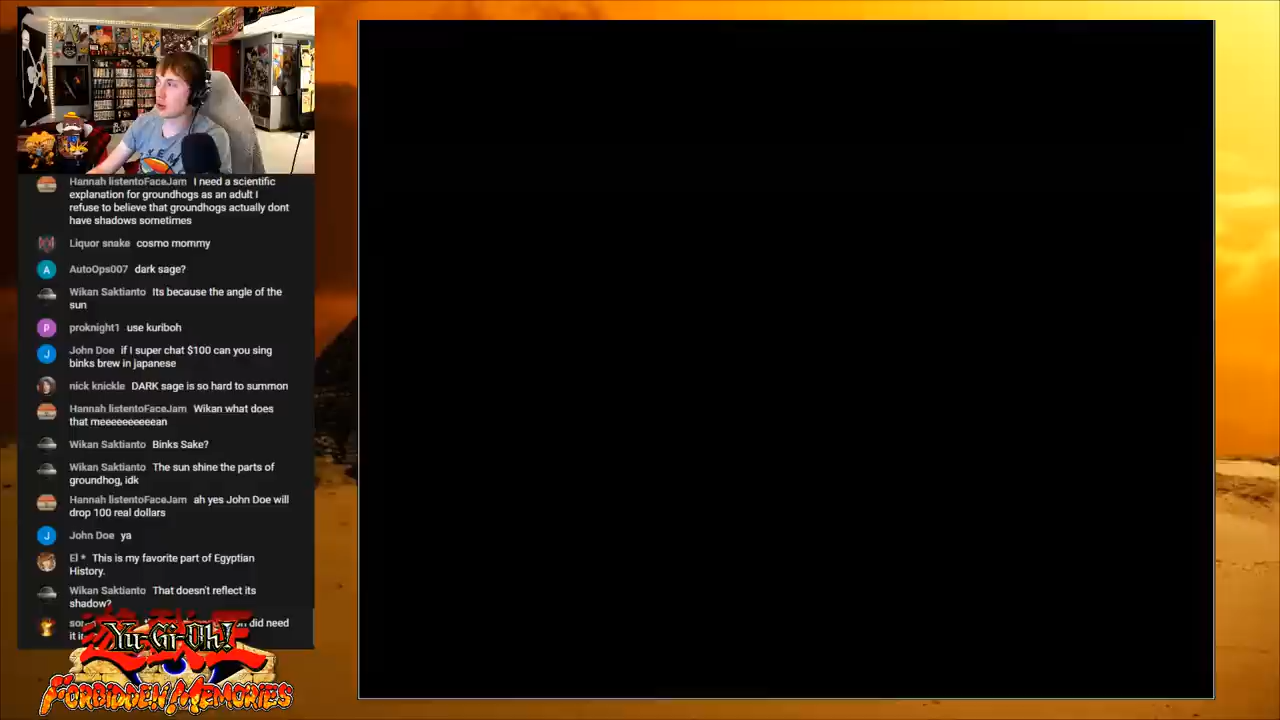 Hannah listentoFaceJam I need a scientific
explanation for groundhogs as an adult I
refuse to believe that groundhogs actually dont
have shadows sometimes
Liquor snake cosmo mommy
A AutoOps007 dark sage?
Wikan Saktianto Its because the angle of the
sun
P proknight1 use kuriboh
J John Doe if I super chat $100 can you sing
binks brew in japanese
nick knickle DARK sage is so hard to summon
Hannah listentoFaceJam Wikan what does
that meeeeeeeeeean
Wikan Saktianto Binks Sake?
Wikan Saktianto The sun shine the parts of
groundhog, idk
Hannah listentoFaceJam ah yes John Doe will
drop 100 real dollars
J John Doe ya
El * This is my favorite part of Egyptian
History.
Wikan Saktianto That doesn't reflect its
shadow?
did need
Yu-Gi-Oh!
Forbidden Memories